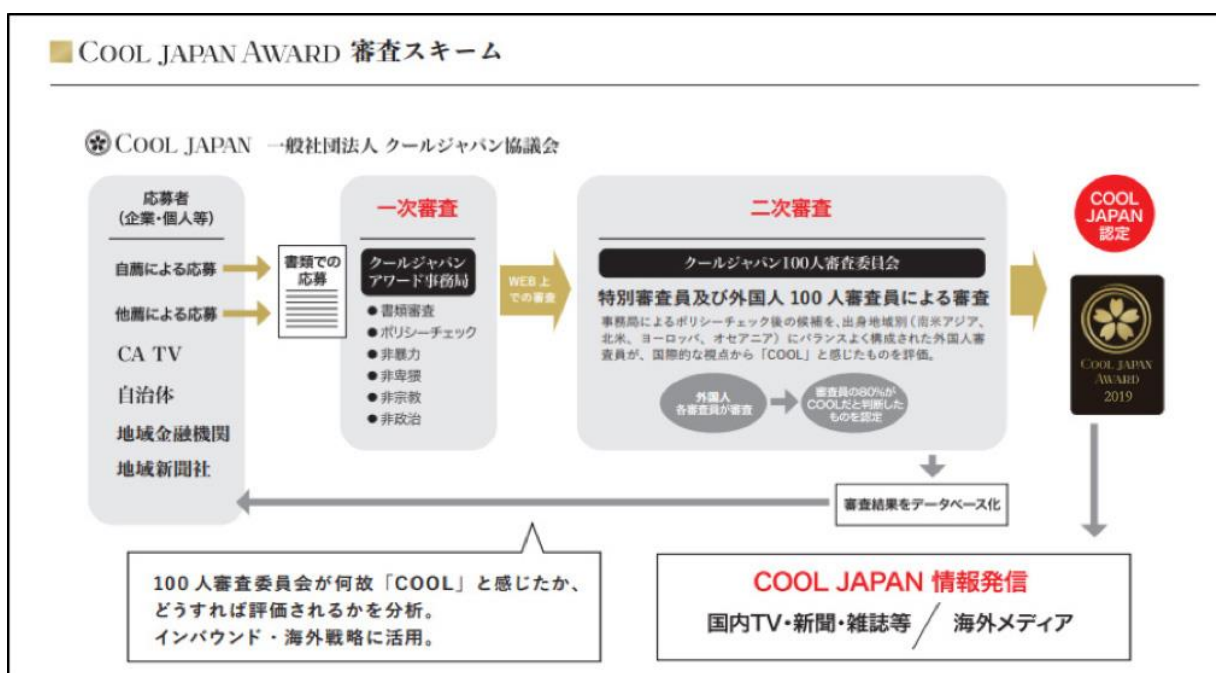 COOL JAPAN AWARD 審査スキーム
COOL JAPAN 一般社団法人 クールジャパン協議会
応募者
(企業・個人等)
自薦による応募
他薦による応募
CA TV
自治体
地域金融機関
地域新聞社
書類での
応募
一次審査
クールジャパン
アワード事務局
●書類審査
●ポリシーチェック
●非暴力
●非卑猥
●非宗教
●非政治
WEB上
での審査
二次審査
クールジャパン100人審査委員会
特別審査員及び外国人100人審査員による審査
事務局によるポリシーチェック後の候補を、出身地域別(南米アジア、
北米、ヨーロッパ、オセアニア)にバランスよく構成された外国人審
査員が、国際的な視点から「COOL」と感じたものを評価。
外国人
各審査員が審査
審査員の80%が
COOLだと判断した
ものを認定
COOL
JAPAN
認定
COOL JAPAN
AWARD
2019
審査結果をデータベース化
100人審査委員会が何故「COOL」と感じたか、
どうすれば評価されるかを分析。
インバウンド・海外戦略に活用。
COOL JAPAN 情報発信
国内TV・新聞・雑誌等/海外メディア